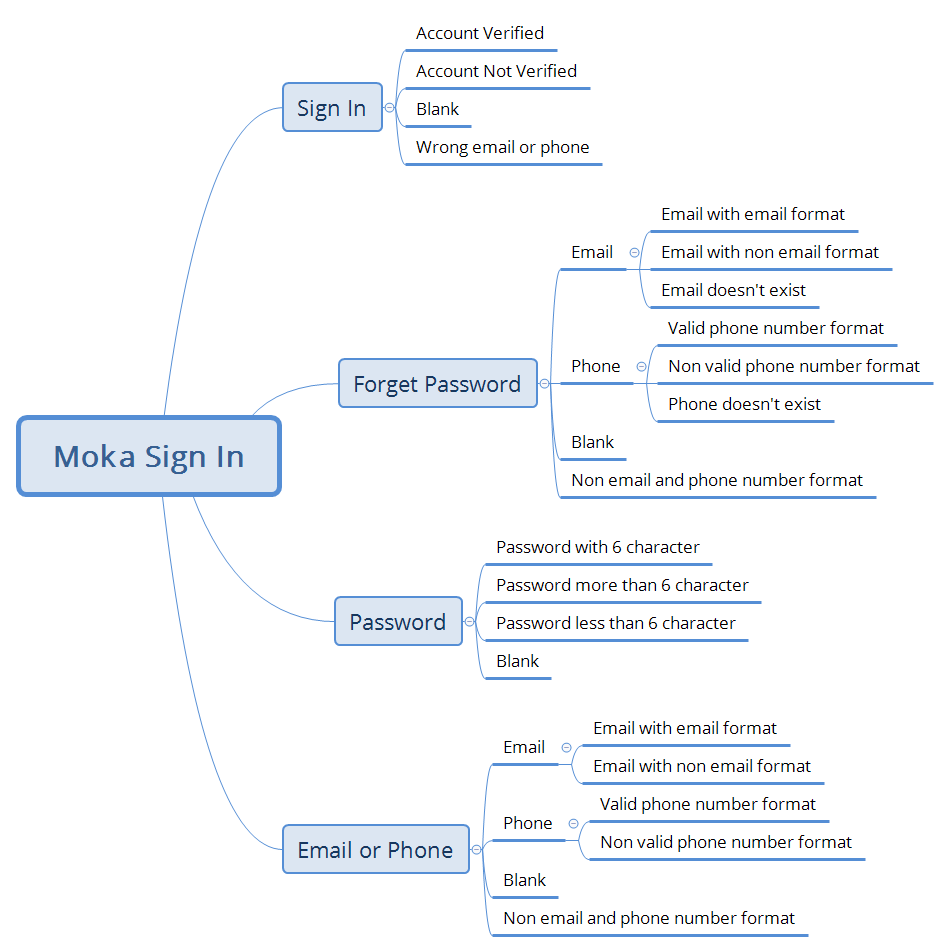 Moka Sign In
Sign In
Account Verified
Account Not Verified
Blank
Wrong email or phone
Forget Password
Email
Email with email format
Email with non email format
Email doesn't exist
Phone
Valid phone number format
Non valid phone number format
Phone doesn't exist
Blank
Non email and phone number format
Password
Password with 6 character
Password more than 6 character
Password less than 6 character
Blank
Email or Phone
Email
Email with email format
Email with non email format
Phone
Valid phone number format
Non valid phone number format
Blank
Non email and phone number format